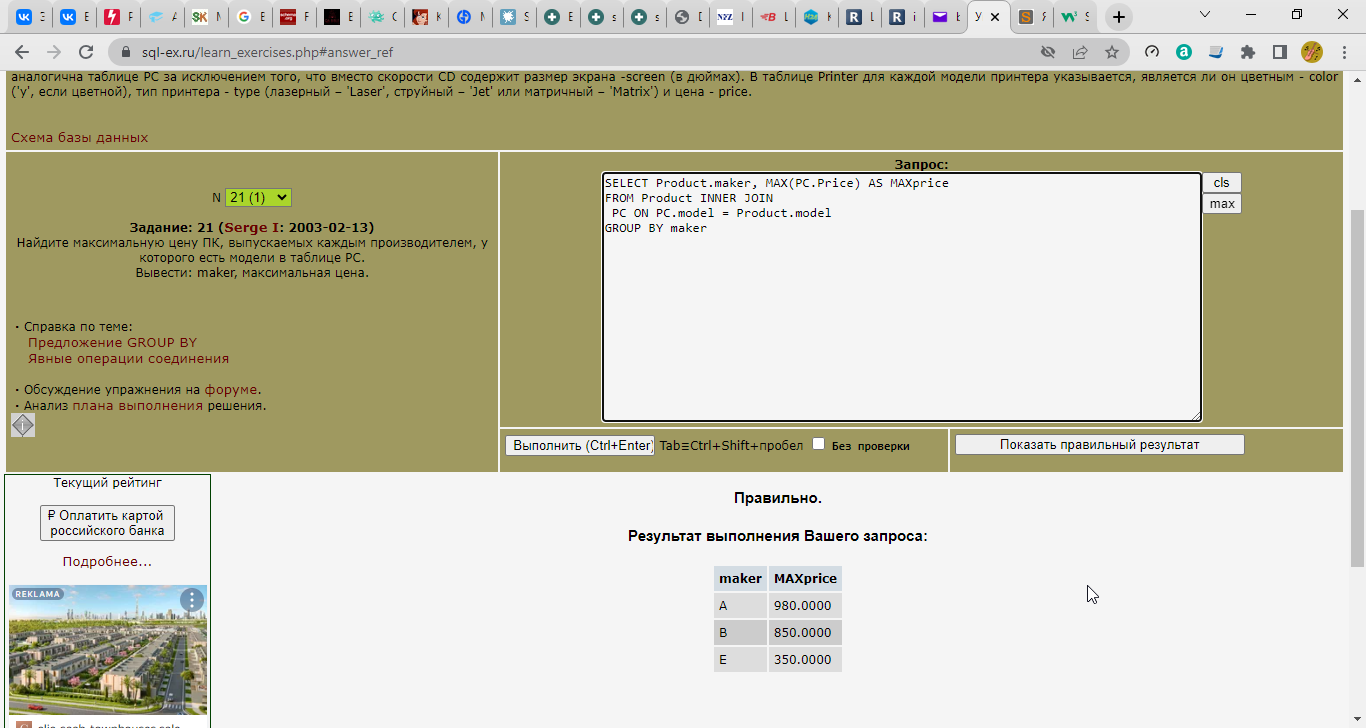 sql-ex.ru/learn_exercises.php#answer_ref
аналогична таблице PC за исключением того, что вместо скорости CD содержит размер экрана -screen (в дюймах). В таблице Printer для каждой модели принтера указывается, является ли он цветным - color
('y', если цветной), тип принтера - type (лазерный – 'Laser', струйный – 'Jet' или матричный – 'Matrix') и цена - price.
Схема базы данных
N 21 (1)
Задание: 21 (Serge I: 2003-02-13)
Найдите максимальную цену ПК, выпускаемых каждым производителем, у
которого есть модели в таблице PC.
Вывести: maker, максимальная цена.
• Справка по теме:
Предложение GROUP BY
Явные операции соединения
• Обсуждение упражнения на форуме.
• Анализ плана выполнения решения.
Запрос:
SELECT Product.maker, MAX(PC.Price) AS MAXprice
FROM Product INNER JOIN
PC ON PC.model = Product.model
GROUP BY maker
cls
max
Выполнить (Ctrl+Enter) Tab≡Ctrl+Shift+пробел Без проверки
Показать правильный результат
Текущий рейтинг
₽ Оплатить картой
российского банка
Подробнее...
REKLAMA
Правильно.
Результат выполнения Вашего запроса:
maker MAXprice
A 980.0000
B 850.0000
E 350.0000